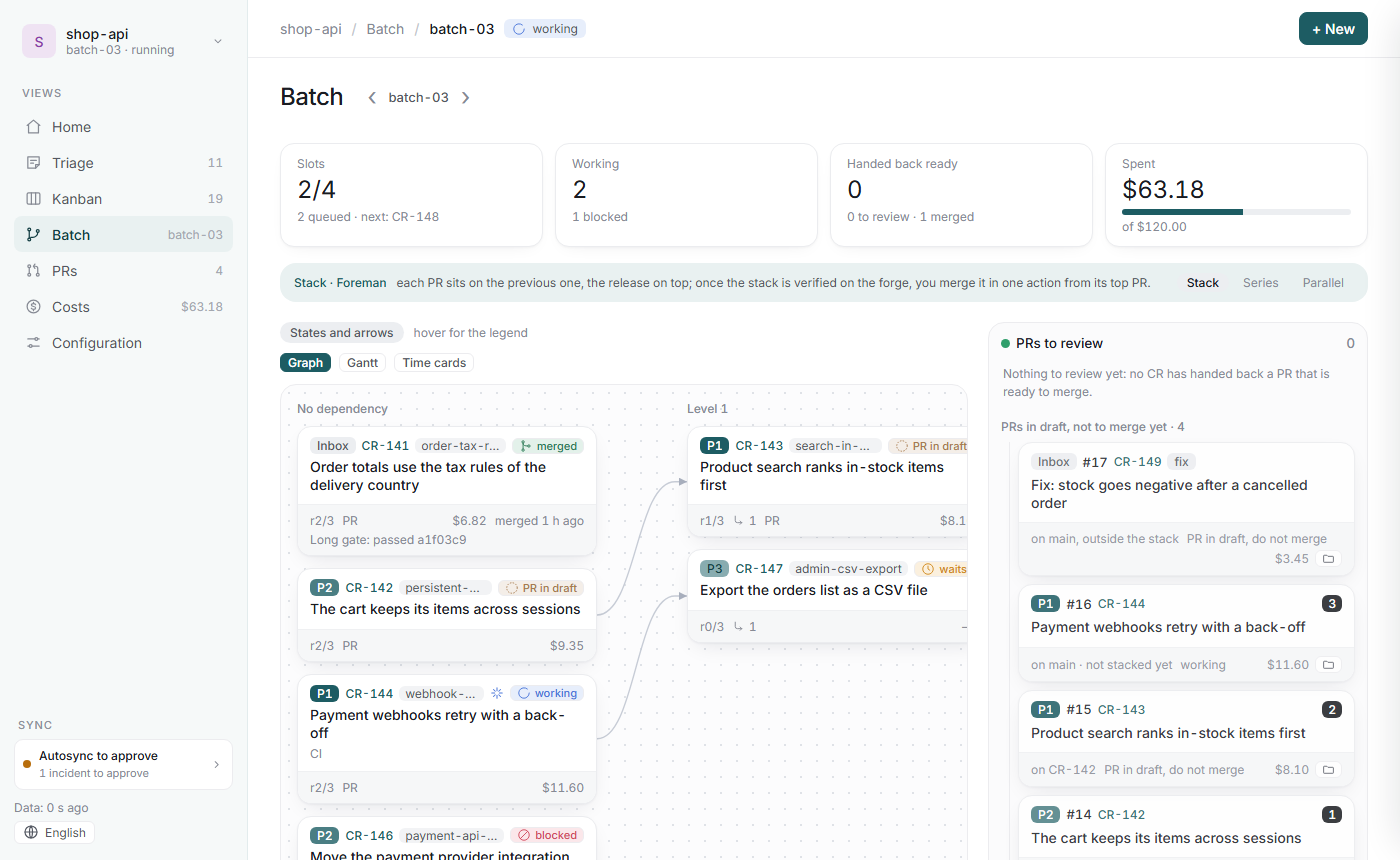 S
shop-api
batch-03 · running
VIEWS
Home
Triage 11
Kanban 19
Batch batch-03
PRs 4
Costs $63.18
Configuration
SYNC
Autosync to approve
1 incident to approve
Data: 0 s ago
English
shop-api / Batch / batch-03 working
+ New
Batch batch-03
Slots
2/4
2 queued · next: CR-148
Working
2
1 blocked
Handed back ready
0
0 to review · 1 merged
Spent
$63.18
of $120.00
Stack · Foreman each PR sits on the previous one, the release on top; once the stack is verified on the forge, you merge it in one action from its top PR. Stack Series Parallel
States and arrows hover for the legend
Graph Gantt Time cards
No dependency
Inbox CR-141 order-tax-r... merged
Order totals use the tax rules of the
delivery country
r2/3 PR $6.82 merged 1 h ago
Long gate: passed a1f03c9
P2 CR-142 persistent-... PR in draft
The cart keeps its items across sessions
r2/3 $9.35
P1 CR-144 webhook-... working
Payment webhooks retry with a back-
off
CI
r2/3 PR $11.60
P2 CR-146 payment-api-... blocked
Move the payment provider integration
Level 1
P1 CR-143 search-in-... PR in draft
Product search ranks in-stock items
first
r1/3 1 PR $8.1
P3 CR-147 admin-csv-export waits
Export the orders list as a CSV file
r0/3 1 –
PRs to review 0
Nothing to review yet: no CR has handed back a PR that is
ready to merge.
PRs in draft, not to merge yet · 4
Inbox #17 CR-149 fix
Fix: stock goes negative after a cancelled
order
on main, outside the stack PR in draft, do not merge
$3.45
P1 #16 CR-144 3
Payment webhooks retry with a back-off
on main · not stacked yet working $11.60
P1 #15 CR-143 2
Product search ranks in-stock items first
on CR-142 PR in draft, do not merge $8.10
P2 #14 CR-142 1
The cart keeps its items across sessions